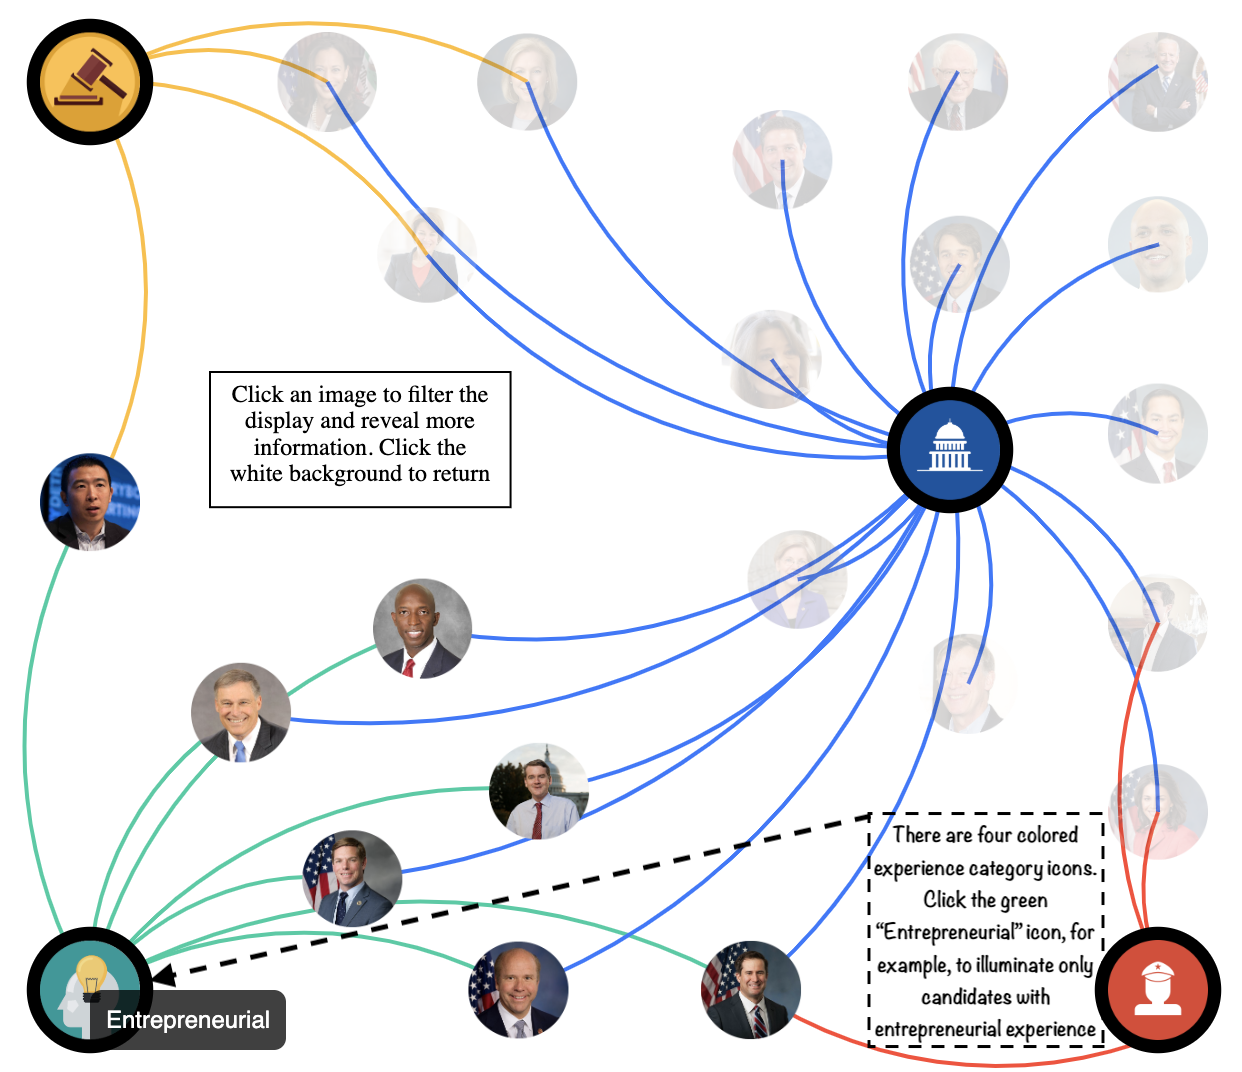 Click an image to filter the
display and reveal more
information. Click the
white background to return
There are four colored
experience category icons.
Click the green
“Entrepreneurial” icon, for
example, to illuminate only
candidates with
entrepreneurial experience
Entrepreneurial